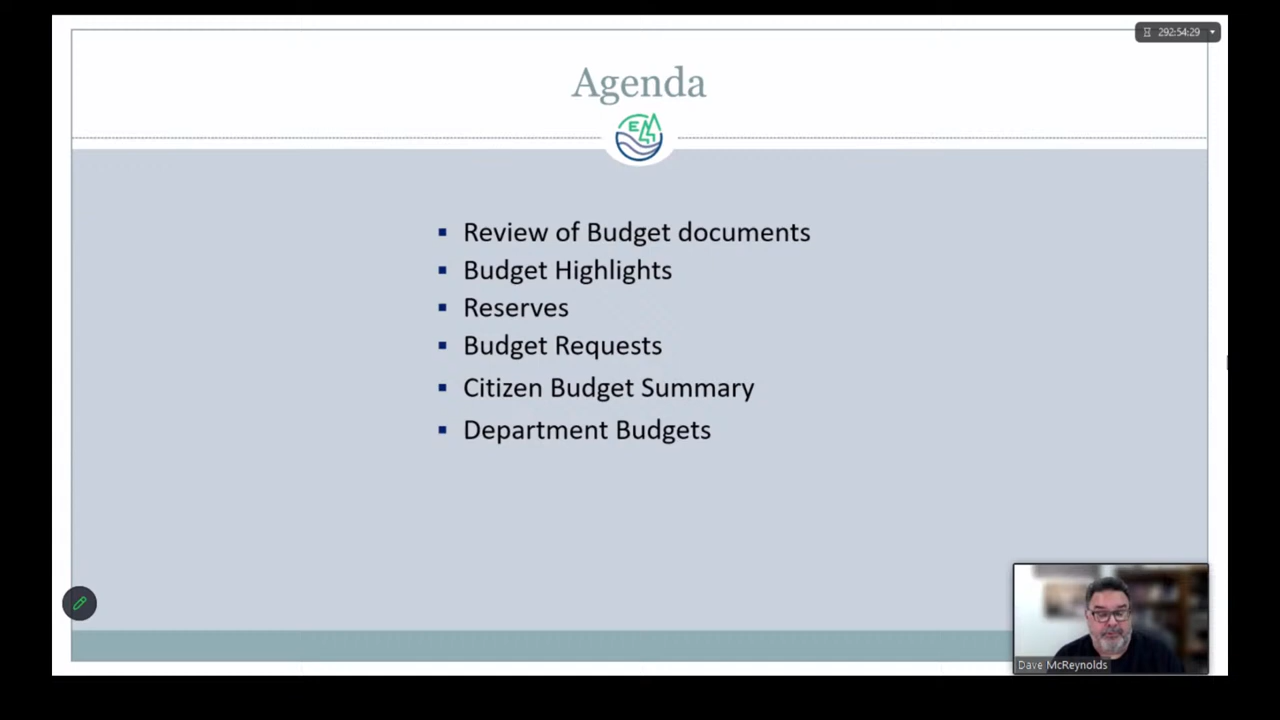 292:54:29
Agenda
EM
Review of Budget documents
Budget Highlights
Reserves
Budget Requests
Citizen Budget Summary
Department Budgets
Dave McReynolds